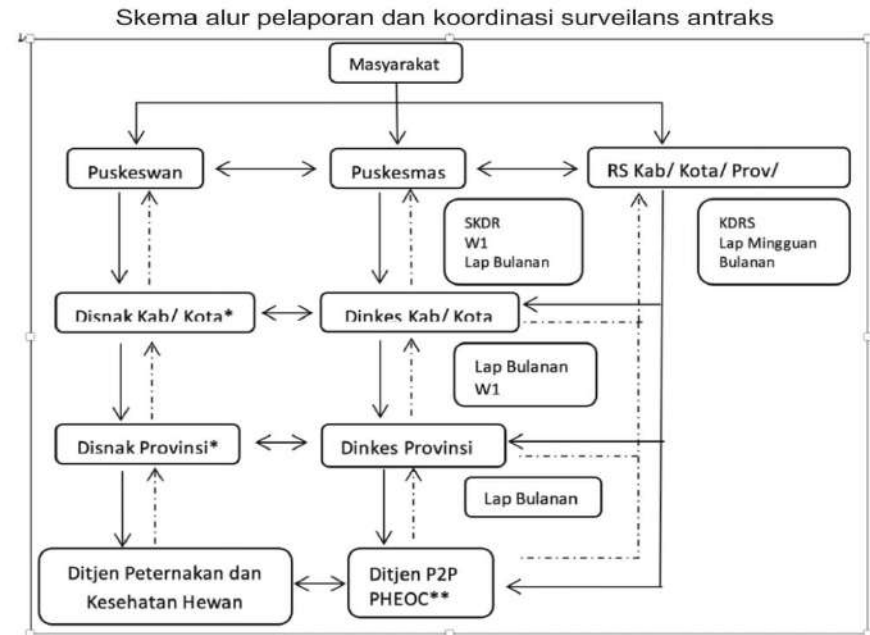 Skema alur pelaporan dan koordinasi surveilans antraks
Masyarakat
Puskeswan
Puskesmas
RS Kab/ Kota/ Prov/
SKDR
W1
Lap Bulanan
KDRS
Lap Mingguan
Bulanan
Disnak Kab/ Kota*
Dinkes Kab/ Kota
Lap Bulanan
W1
Disnak Provinsi*
Dinkes Provinsi
Lap Bulanan
Ditjen Peternakan dan
Kesehatan Hewan
Ditjen P2P
PHEOC**